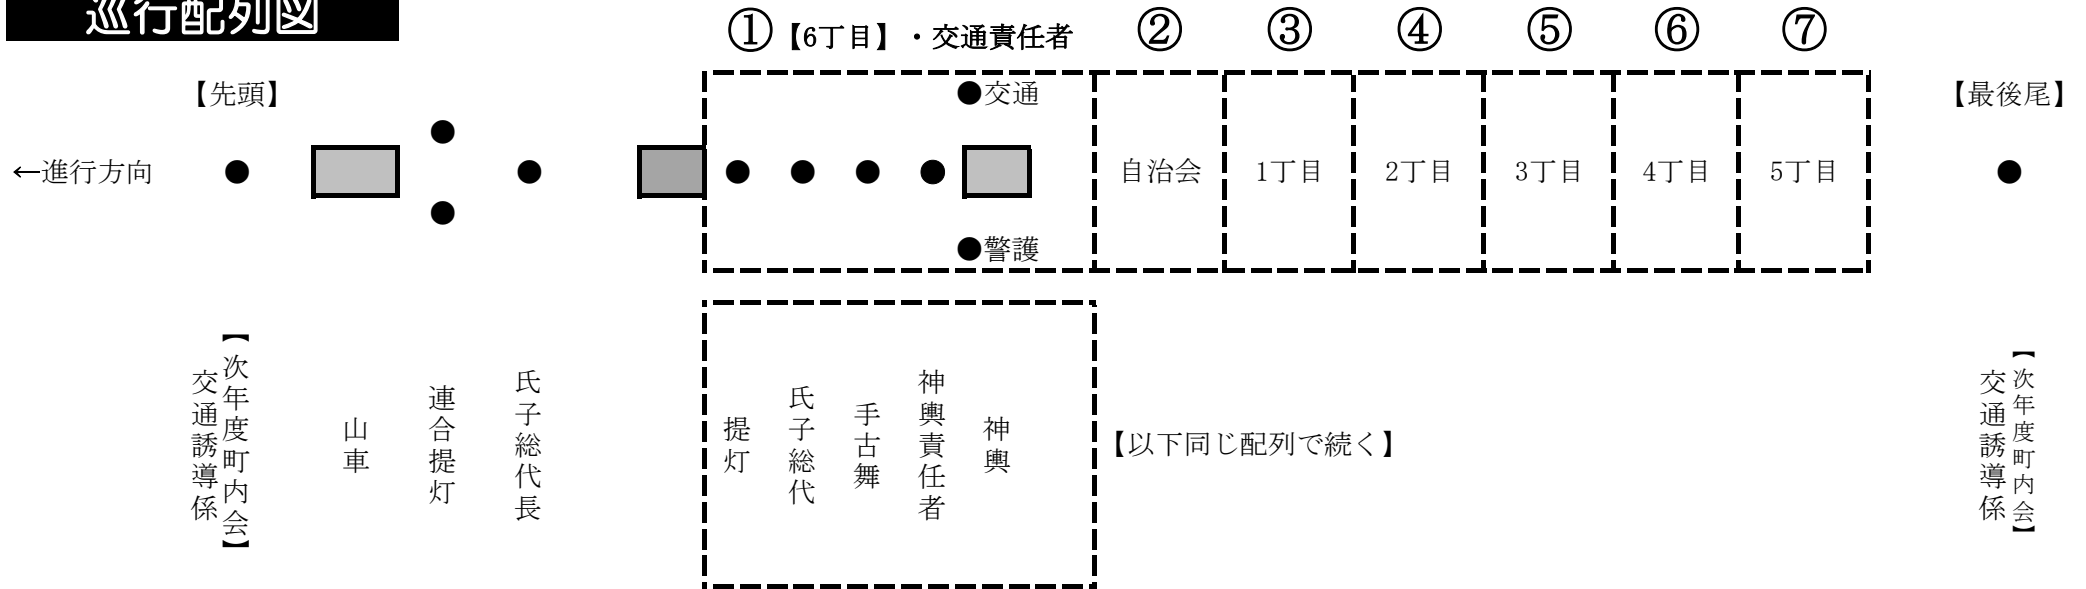 巡行配列図
① 【6丁目】・交通責任者 ② ③ ④ ⑤ ⑥ ⑦
【先頭】
●交通
【最後尾】
←進行方向
自治会
1丁目
2丁目
3丁目
4丁目
5丁目
●警護
【次年度町内会】
交通誘導係
山車
連合提灯
氏子総代長
提灯
氏子総代
手古舞
神輿責任者
神輿
【以下同じ配列で続く】
【次年度町内会】
交通誘導係